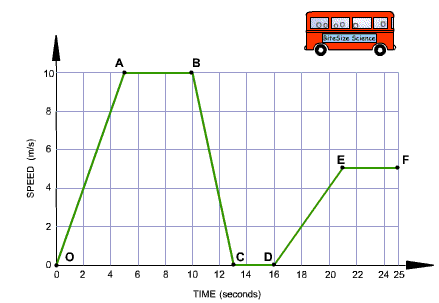 BiteSize Science
A
B
10
8
SPEED (m/s)
6
E
F
4
2
0
O
C
D
0 2 4 6 8 10 12 14 16 18 20 22 24 25
TIME (seconds)